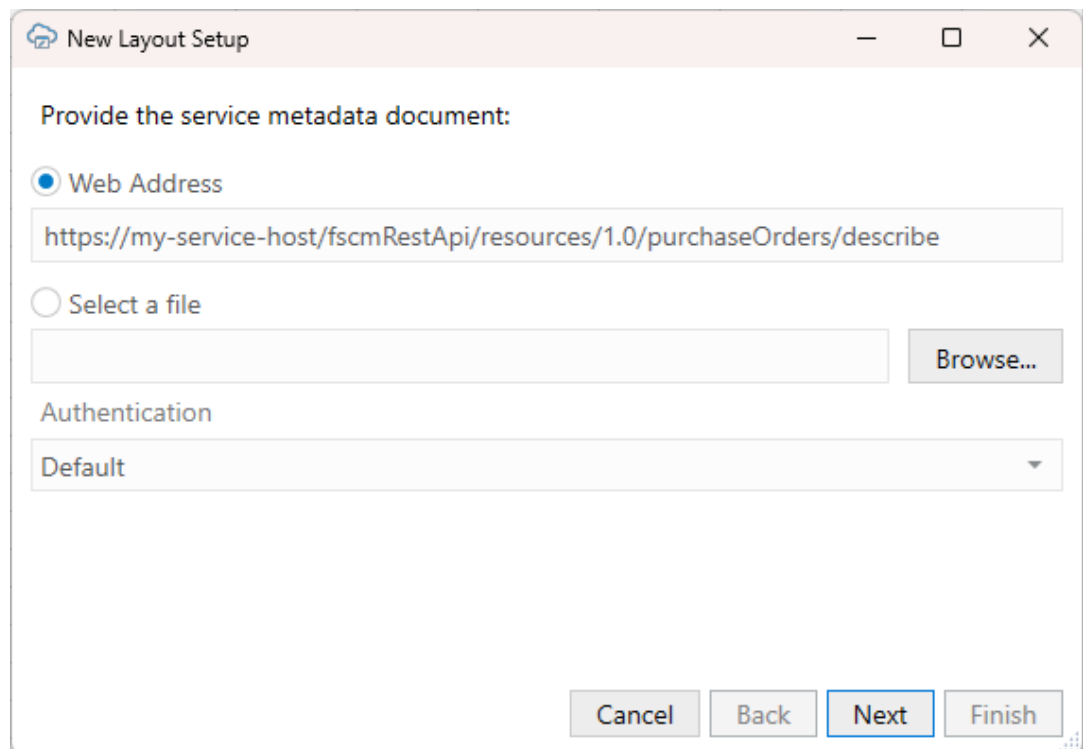 New Layout Setup
Provide the service metadata document:
Web Address
https://my-service-host/fscmRestApi/resources/1.0/purchaseOrders/describe
Select a file
Browse...
Authentication
Default
Cancel Back Next Finish